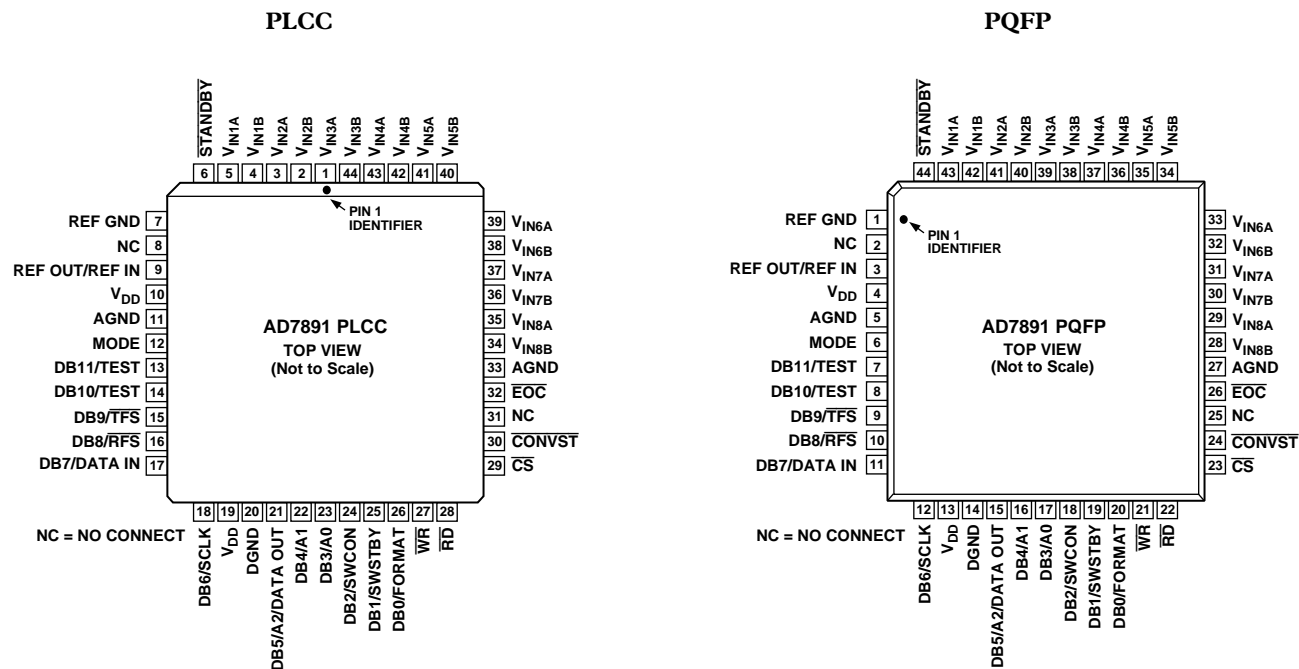 PLCC
STANDBY
VIN1A
VIN1B
VIN2A
VIN2B
VIN3A
VIN3B
VIN4A
VIN4B
VIN5A
VIN5B
6 5 4 3 2 1 44 43 42 41 40
PIN 1
IDENTIFIER
REF GND 7
NC 8
REF OUT/REF IN 9
VDD 10
AGND 11
MODE 12
DB11/TEST 13
DB10/TEST 14
DB9/TFS 15
DB8/RFS 16
DB7/DATA IN 17
AD7891 PLCC
TOP VIEW
(Not to Scale)
39 VIN6A
38 VIN6B
37 VIN7A
36 VIN7B
35 VIN8A
34 VIN8B
33 AGND
32 EOC
31 NC
30 CONVST
29 CS
18 19 20 21 22 23 24 25 26 27 28
DB6/SCLK
VDD
DGND
DB5/A2/DATA OUT
DB4/A1
DB3/A0
DB2/SWCON
DB1/SWSTBY
DB0/FORMAT
WR
RD
NC = NO CONNECT
PQFP
STANDBY
VIN1A
VIN1B
VIN2A
VIN2B
VIN3A
VIN3B
VIN4A
VIN4B
VIN5A
VIN5B
44 43 42 41 40 39 38 37 36 35 34
PIN 1
IDENTIFIER
REF GND 1
NC 2
REF OUT/REF IN 3
VDD 4
AGND 5
MODE 6
DB11/TEST 7
DB10/TEST 8
DB9/TFS 9
DB8/RFS 10
DB7/DATA IN 11
AD7891 PQFP
TOP VIEW
(Not to Scale)
33 VIN6A
32 VIN6B
31 VIN7A
30 VIN7B
29 VIN8A
28 VIN8B
27 AGND
26 EOC
25 NC
24 CONVST
23 CS
12 13 14 15 16 17 18 19 20 21 22
DB6/SCLK
VDD
DGND
DB5/A2/DATA OUT
DB4/A1
DB3/A0
DB2/SWCON
DB1/SWSTBY
DB0/FORMAT
WR
RD
NC = NO CONNECT